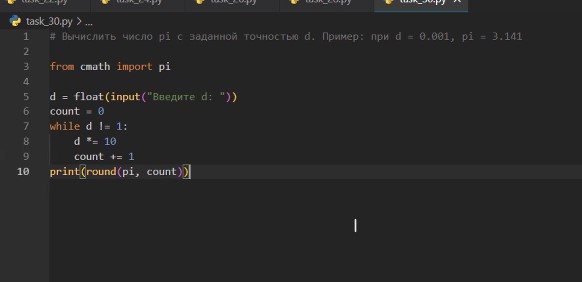 task_30.py
task_30.py > ...
1 # Вычислить число pi с заданной точностью d. Пример: при d = 0.001, pi = 3.141
2
3 from cmath import pi
4
5 d = float(input("Введите d: "))
6 count = 0
7 while d != 1:
8 d *= 10
9 count += 1
10 print(round(pi, count))